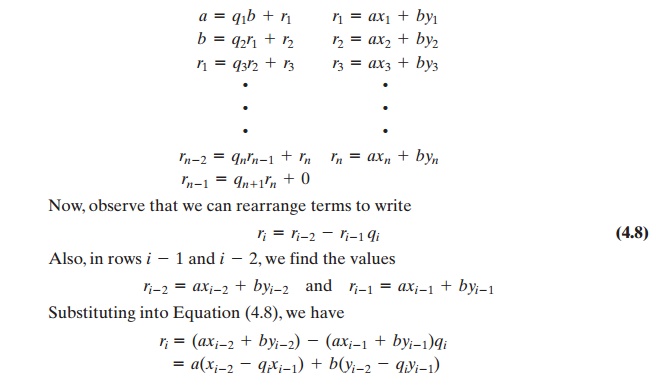 a = q₁b + r₁ r₁ = ax₁ + by₁
b = q₂r₁ + r₂ r₂ = ax₂ + by₂
r₁ = q₃r₂ + r₃ r₃ = ax₃ + by₃
• •
• •
• •
rₙ₋₂ = qₙrₙ₋₁ + rₙ rₙ = axₙ + byₙ
rₙ₋₁ = qₙ₊₁rₙ + 0
Now, observe that we can rearrange terms to write
rᵢ = rᵢ₋₂ − rᵢ₋₁qᵢ (4.8)
Also, in rows i − 1 and i − 2, we find the values
rᵢ₋₂ = axᵢ₋₂ + byᵢ₋₂ and rᵢ₋₁ = axᵢ₋₁ + byᵢ₋₁
Substituting into Equation (4.8), we have
rᵢ = (axᵢ₋₂ + byᵢ₋₂) − (axᵢ₋₁ + byᵢ₋₁)qᵢ
= a(xᵢ₋₂ − qᵢxᵢ₋₁) + b(yᵢ₋₂ − qᵢyᵢ₋₁)